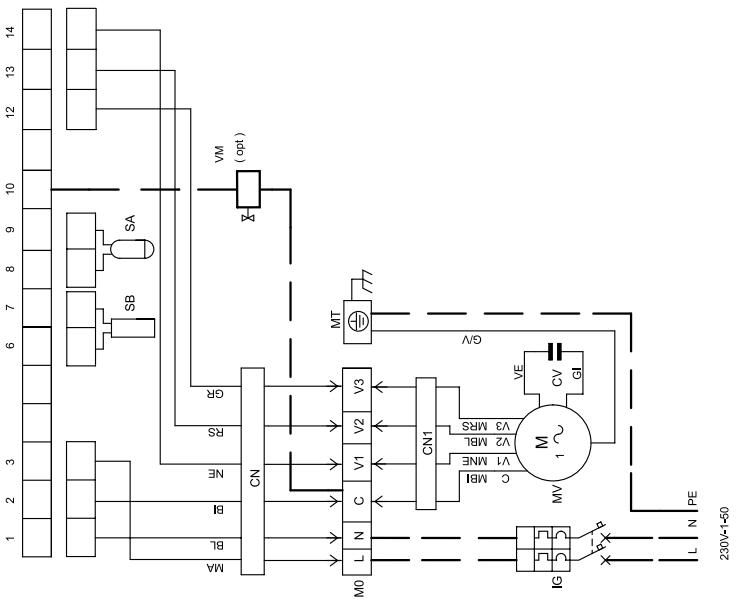 14
13
12
10
9
8
7
6
3
2
1
VM
( opt )
SA
SB
MT
G/V
GR
RS
NE
BI
BL
MA
CN
M0
L
N
C
V1
V2
V3
CN1
VE
CV
GI
V3 MRS
V2 MBL
V1 MNE
C MBI
M
1
MV
IG
L
N
PE
230V-1-50